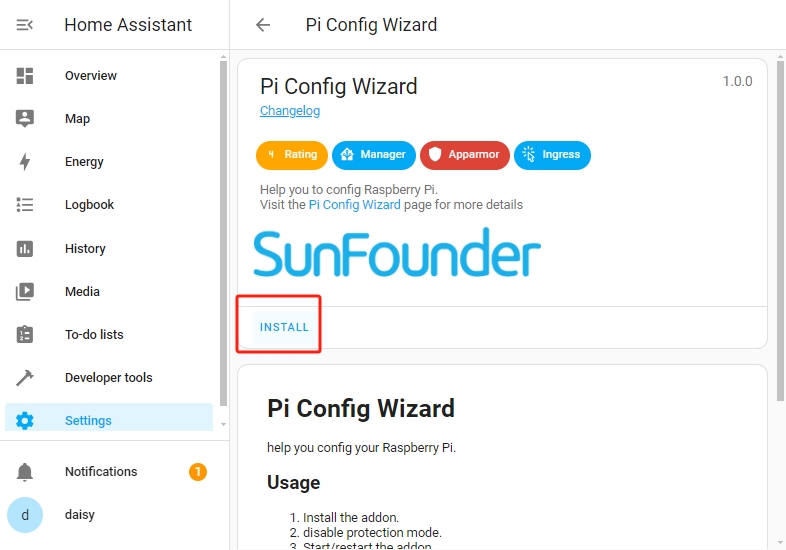 Home Assistant
Pi Config Wizard
Overview
Map
Energy
Logbook
History
Media
To-do lists
Developer tools
Settings
Notifications
1
d
daisy
Pi Config Wizard
1.0.0
Changelog
4 Rating
Manager
Apparmor
Ingress
Help you to config Raspberry Pi.
Visit the Pi Config Wizard page for more details
SunFounder
INSTALL
Pi Config Wizard
help you config your Raspberry Pi.
Usage
1. Install the addon.
2. disable protection mode.
3. Start/restart the addon